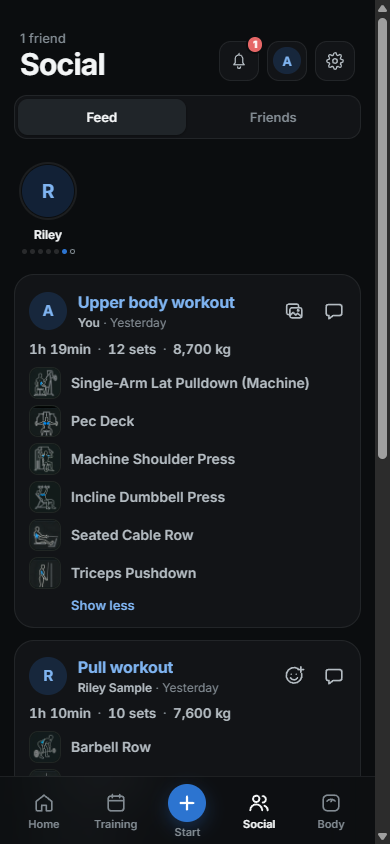 1 friend
Social
1
A
Feed
Friends
R
Riley
A
Upper body workout
You · Yesterday
1h 19min · 12 sets · 8,700 kg
Single-Arm Lat Pulldown (Machine)
Pec Deck
Machine Shoulder Press
Incline Dumbbell Press
Seated Cable Row
Triceps Pushdown
Show less
R
Pull workout
Riley Sample · Yesterday
1h 10min · 10 sets · 7,600 kg
Barbell Row
Home
Training
Start
Social
Body